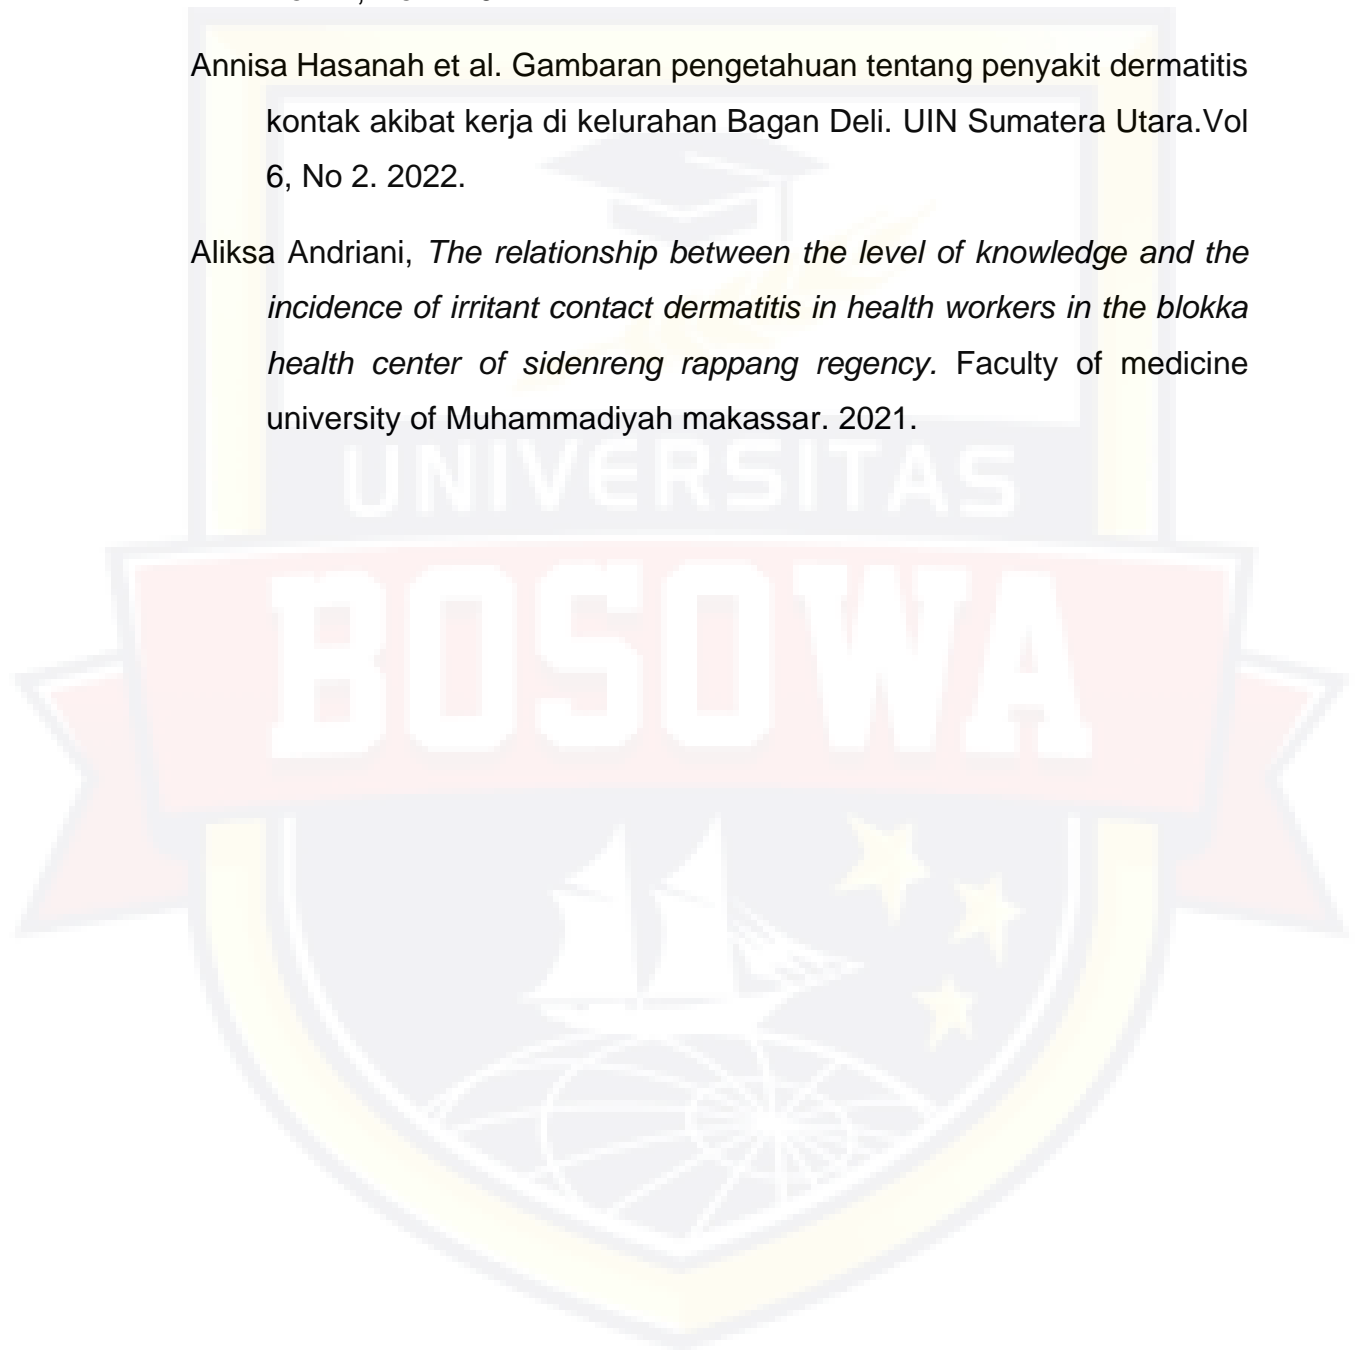 Annisa Hasanah et al. Gambaran pengetahuan tentang penyakit dermatitis
kontak akibat kerja di kelurahan Bagan Deli. UIN Sumatera Utara.Vol
6, No 2. 2022.
Aliksa Andriani, The relationship between the level of knowledge and the
incidence of irritant contact dermatitis in health workers in the blokka
health center of sidenreng rappang regency. Faculty of medicine
university of Muhammadiyah makassar. 2021.
UNIVERSITAS
BOSOWA